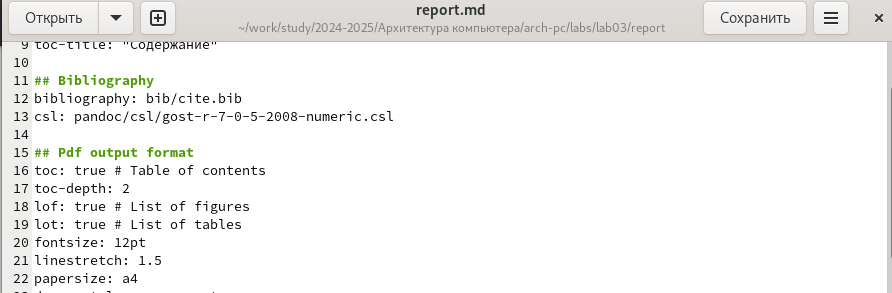 Открыть
report.md
~/work/study/2024-2025/Архитектура компьютера/arch-pc/labs/lab03/report
Сохранить
9 toc-title: "Содержание"
10
11 ## Bibliography
12 bibliography: bib/cite.bib
13 csl: pandoc/csl/gost-r-7-0-5-2008-numeric.csl
14
15 ## Pdf output format
16 toc: true # Table of contents
17 toc-depth: 2
18 lof: true # List of figures
19 lot: true # List of tables
20 fontsize: 12pt
21 linestretch: 1.5
22 papersize: a4